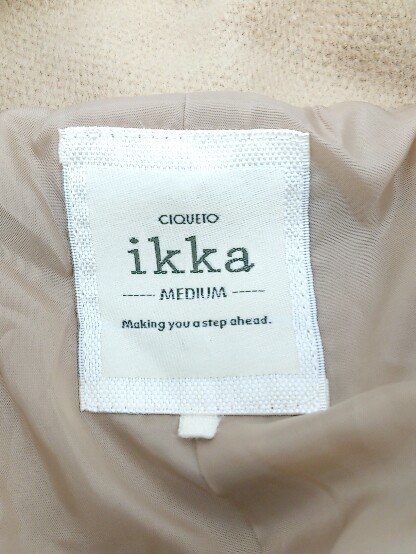 CIQUETO
ikka
MEDIUM
Making you a step ahead.